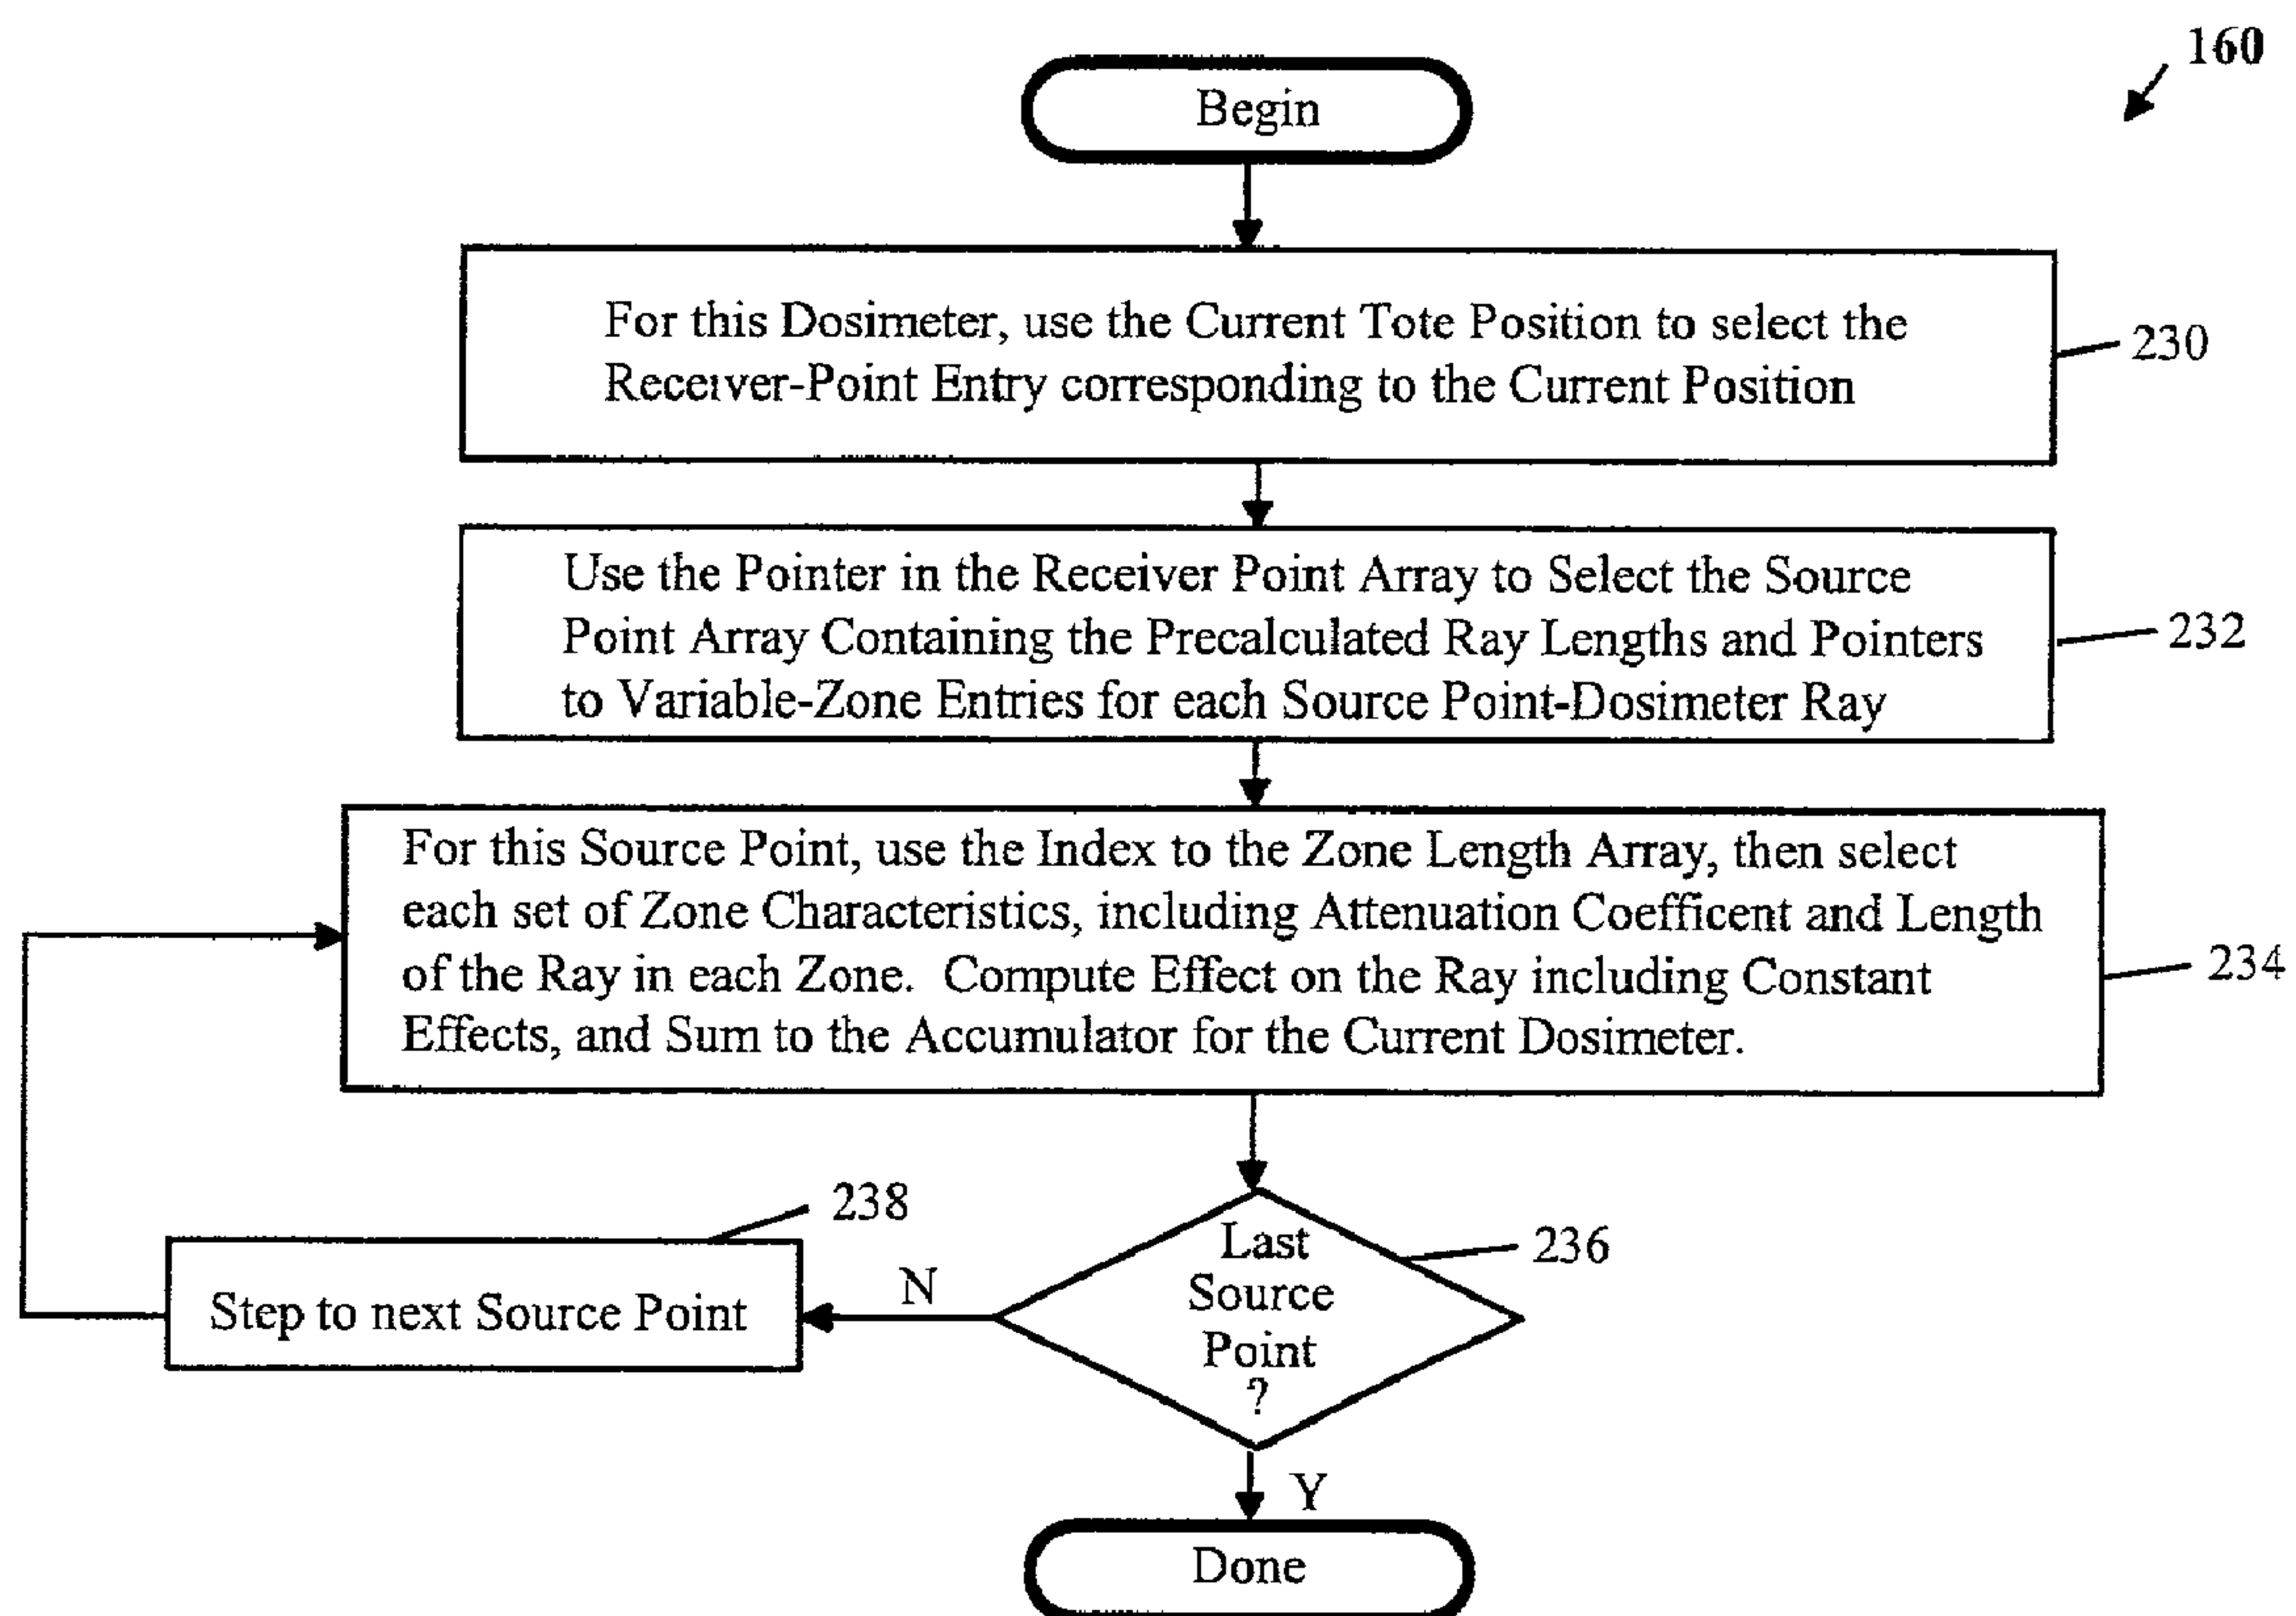 160
Begin
For this Dosimeter, use the Current Tote Position to select the
Receiver-Point Entry corresponding to the Current Position
230
Use the Pointer in the Receiver Point Array to Select the Source
Point Array Containing the Precalculated Ray Lengths and Pointers
to Variable-Zone Entries for each Source Point-Dosimeter Ray
232
For this Source Point, use the Index to the Zone Length Array, then select
each set of Zone Characteristics, including Attenuation Coefficent and Length
of the Ray in each Zone. Compute Effect on the Ray including Constant
Effects, and Sum to the Accumulator for the Current Dosimeter.
234
Last
Source
Point
?
236
N
238
Step to next Source Point
Y
Done